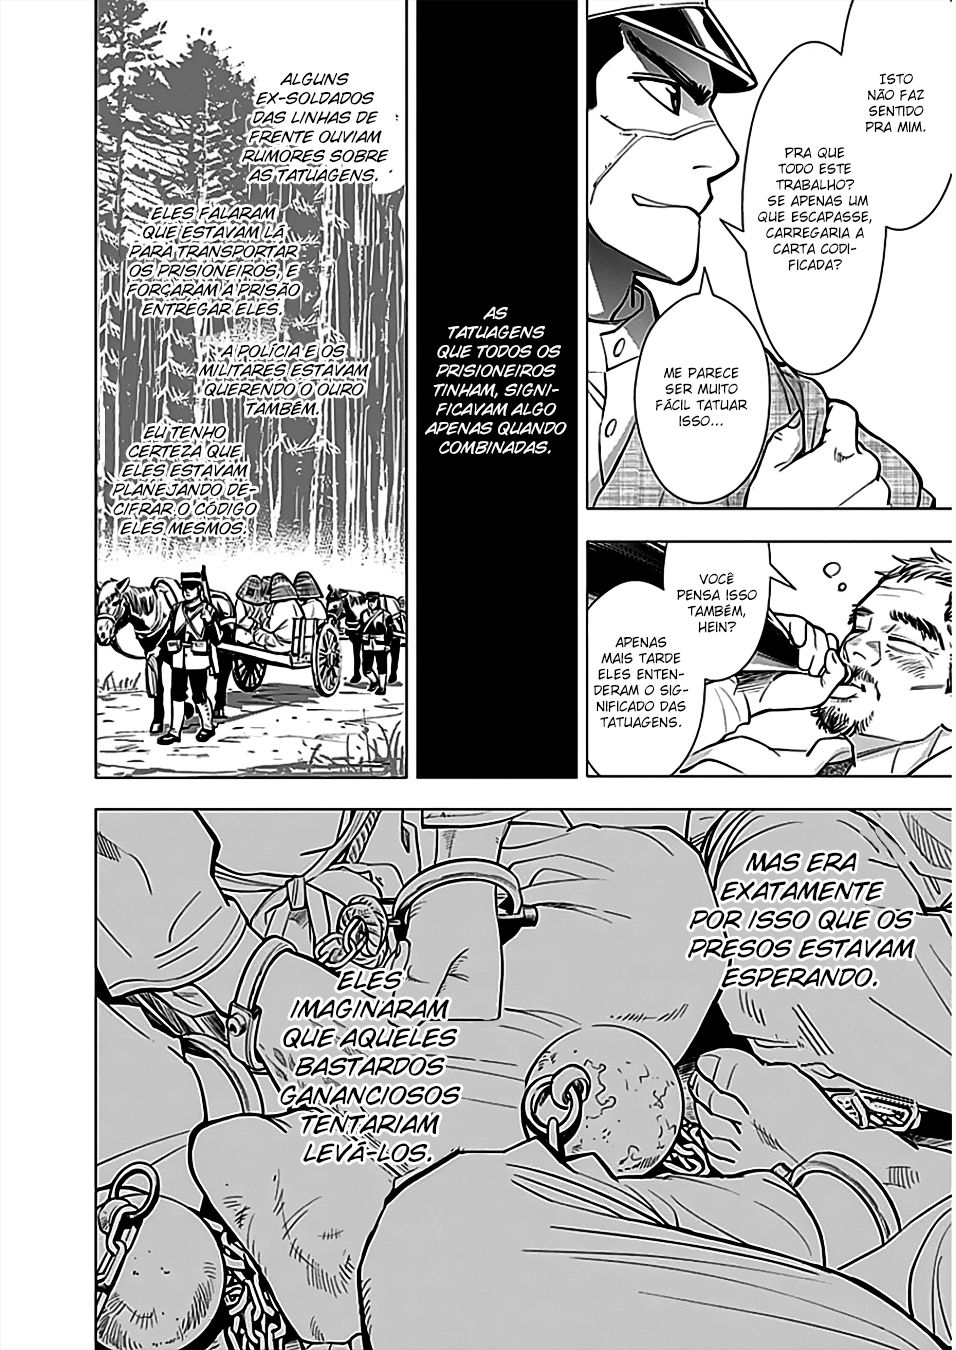 ISTO
NÃO FAZ
SENTIDO
PRA MIM.
PRA QUE
TODO ESTE
TRABALHO?
SE APENAS UM
QUE ESCAPASSE,
CARREGARIA A
CARTA CODI-
FICADA?
ME PARECE
SER MUITO
FÁCIL TATUAR
ISSO...
VOCÊ
PENSA ISSO
TAMBÉM,
HEIN?
APENAS
MAIS TARDE
ELES ENTEN-
DERAM O SIG-
NIFICADO DAS
TATUAGENS.
AS
TATUAGENS
QUE TODOS OS
PRISIONEIROS
TINHAM, SIGNI-
FICAVAM ALGO
APENAS QUANDO
COMBINADAS.
ALGUNS
EX-SOLDADOS
DAS LINHAS DE
FRENTE OUVIAM
RUMORES SOBRE
AS TATUAGENS.
ELES FALARAM
QUE ESTAVAM LÁ
PARA TRANSPORTAR
OS PRISIONEIROS, E
FORÇARAM A PRISÃO
ENTREGAR ELES.
A POLÍCIA E OS
MILITARES ESTAVAM
QUERENDO O OURO
TAMBÉM.
EU TENHO
CERTEZA QUE
ELES ESTAVAM
PLANEJANDO DE-
CIFRAR O CÓDIGO
ELES MESMOS.
MAS ERA
EXATAMENTE
POR ISSO QUE OS
PRESOS ESTAVAM
ESPERANDO.
ELES
IMAGINARAM
QUE AQUELES
BASTARDOS
GANANCIOSOS
TENTARIAM
LEVÁ-LOS.